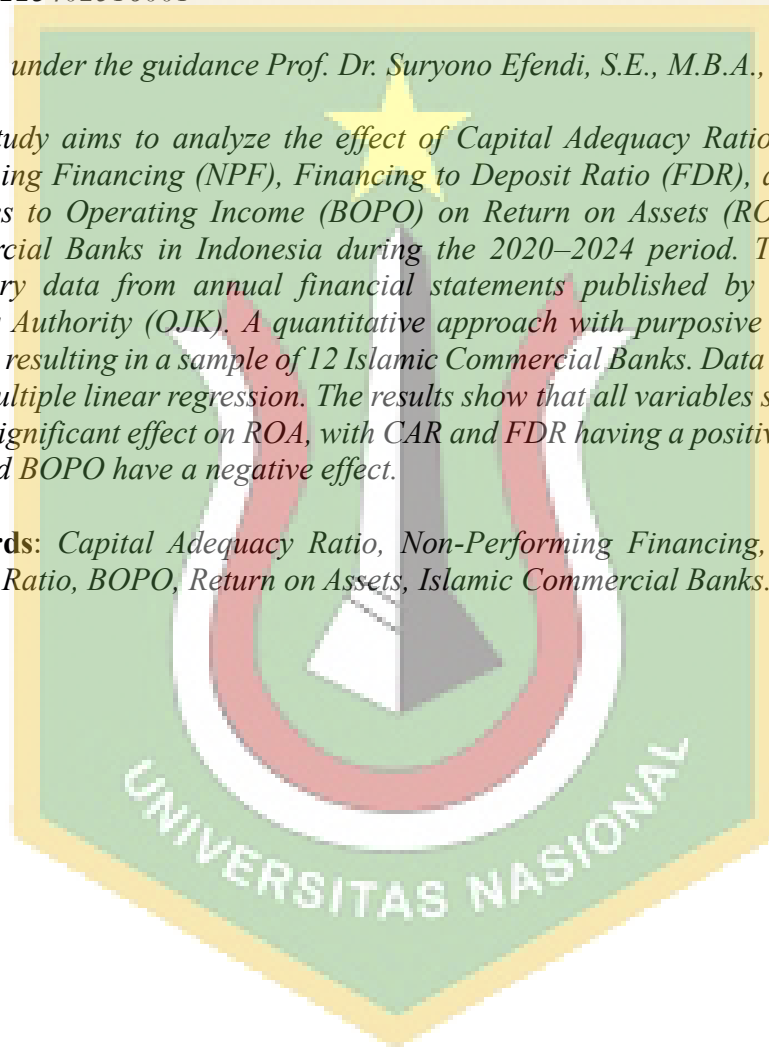 under the guidance Prof. Dr. Suryono Efendi, S.E., M.B.A.,
tudy aims to analyze the effect of Capital Adequacy Ratio
ing Financing (NPF), Financing to Deposit Ratio (FDR), a
s to Operating Income (BOPO) on Return on Assets (RO
rcial Banks in Indonesia during the 2020–2024 period. T
ry data from annual financial statements published by
Authority (OJK). A quantitative approach with purposive
resulting in a sample of 12 Islamic Commercial Banks. Data
ultiple linear regression. The results show that all variables s
ignificant effect on ROA, with CAR and FDR having a positiv
d BOPO have a negative effect.
rds: Capital Adequacy Ratio, Non-Performing Financing,
Ratio, BOPO, Return on Assets, Islamic Commercial Banks.
UNIVERSITAS NASIONAL